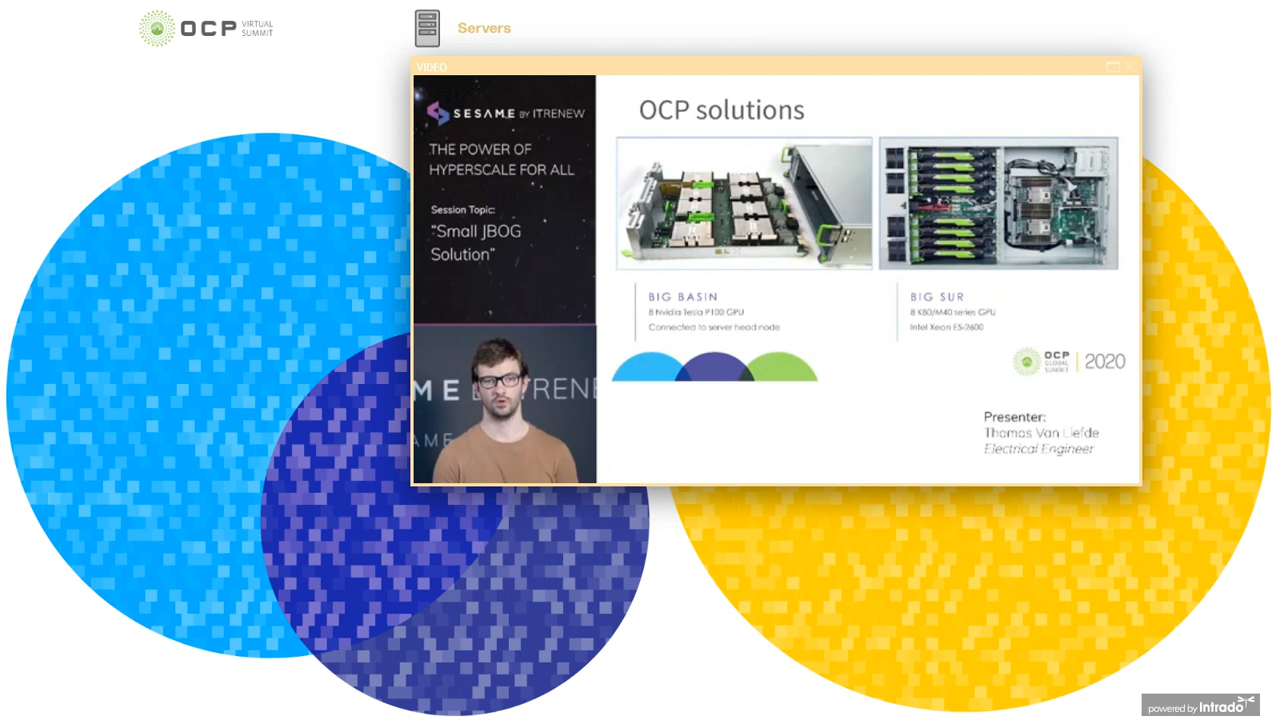 OCP VIRTUAL SUMMIT
Servers
VIDEO
SESAME BY ITRENEW
THE POWER OF
HYPERSCALE FOR ALL
Session Topic:
"Small JBOG
Solution"
OCP solutions
BIG BASIN
8 Nvidia Tesla P100 GPU
Connected to server head node
BIG SUR
8 K80/M40 series GPU
Intel Xeon E5-2600
OCP GLOBAL SUMMIT 2020
Presenter:
Thomas Van Liefde
Electrical Engineer
powered by Intrado